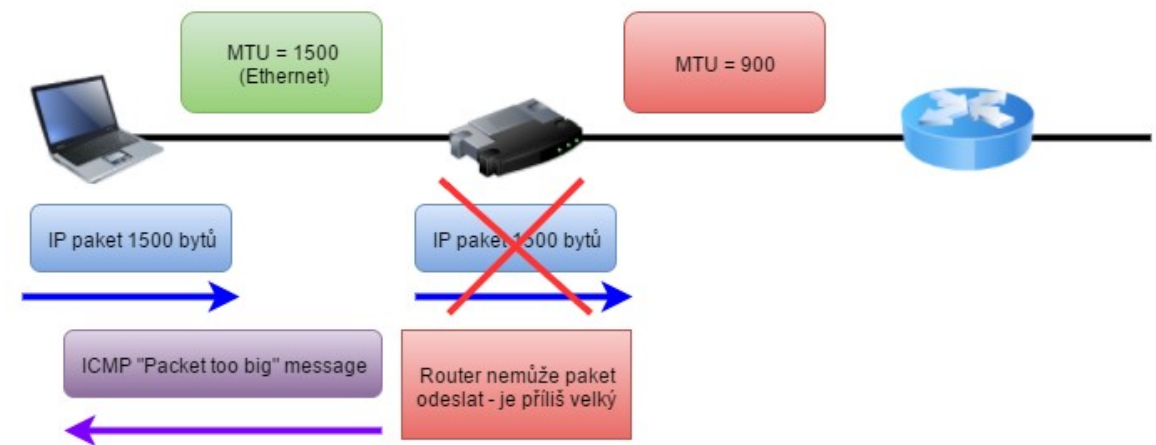 MTU = 1500
(Ethernet)
MTU = 900
IP paket 1500 bytů
IP paket 1500 bytů
ICMP "Packet too big" message
Router nemůže paket
odeslat - je příliš velký